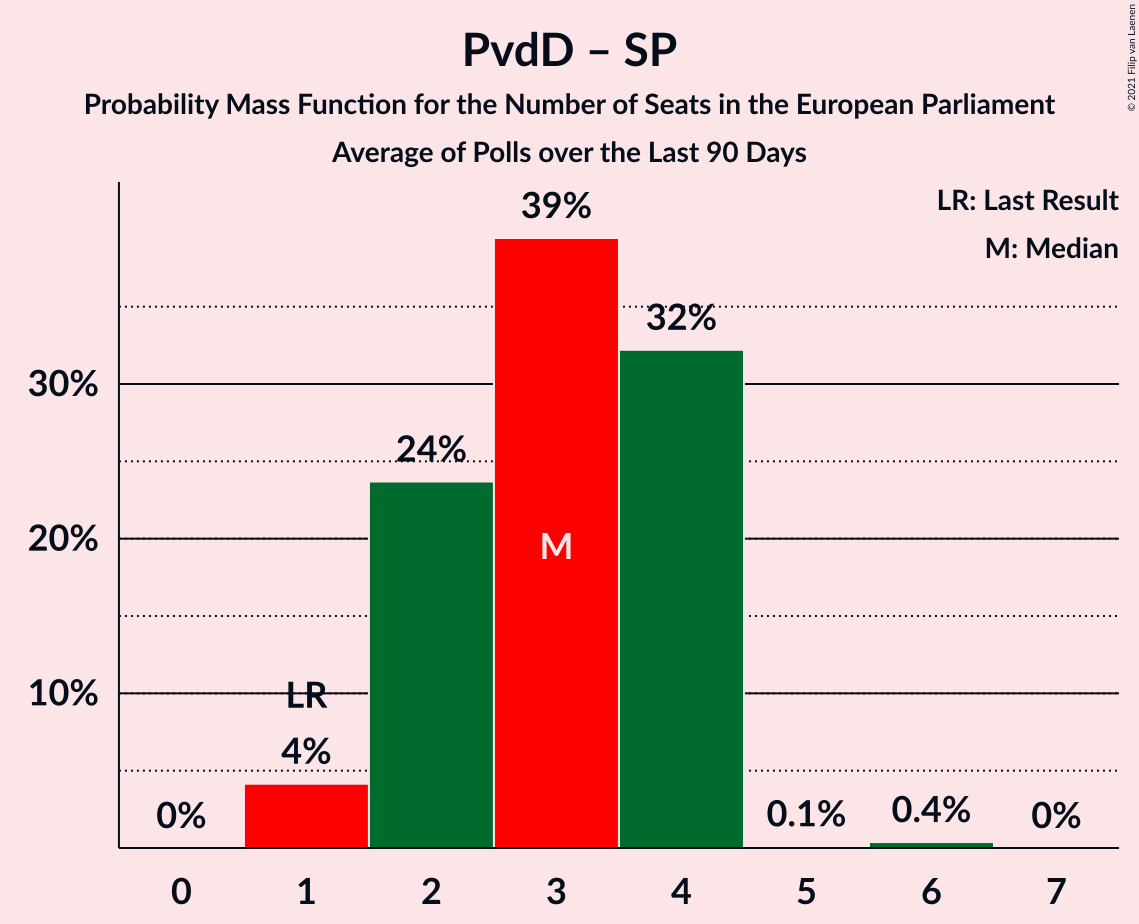 PvdD – SP
Probability Mass Function for the Number of Seats in the European Parliament
Average of Polls over the Last 90 Days
© 2021 Filip van Laenen
LR: Last Result
M: Median
39%
32%
30%
24%
20%
M
10%
LR
4%
0%
0.1%
0.4%
0%
0 1 2 3 4 5 6 7